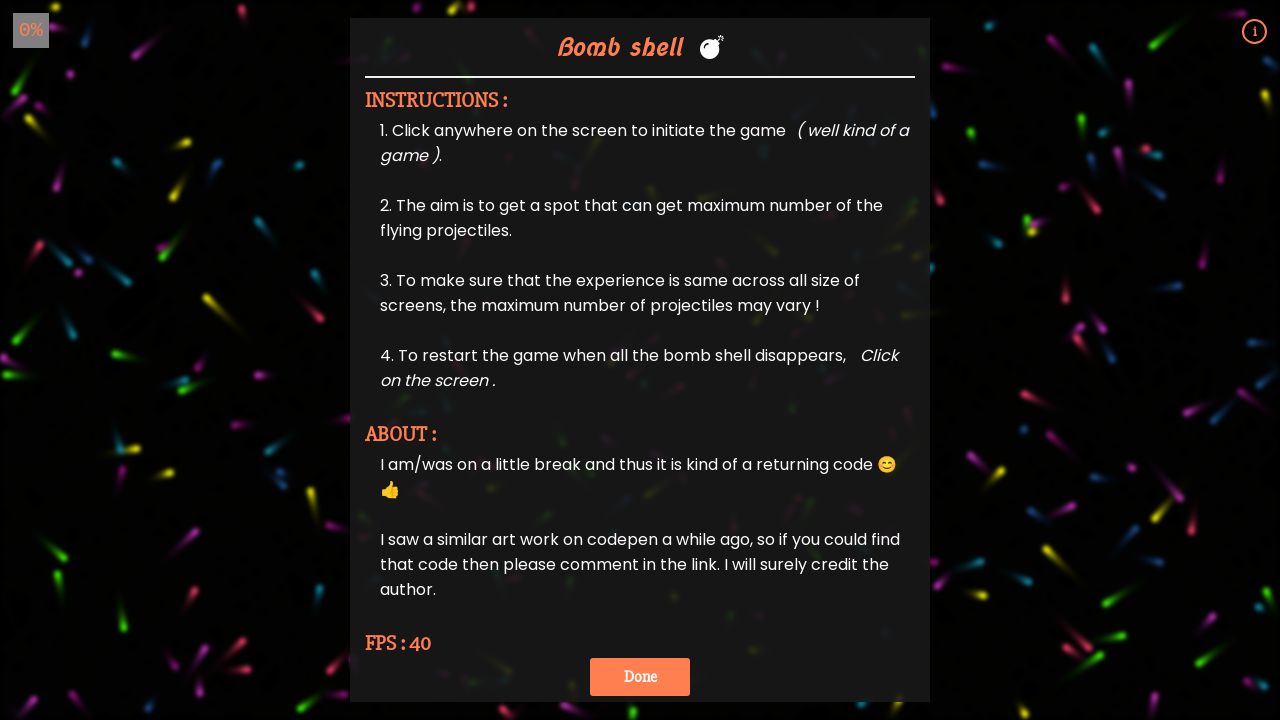 0%
i
Bomb shell 💣
INSTRUCTIONS :
1. Click anywhere on the screen to initiate the game ( well kind of a
game ).
2. The aim is to get a spot that can get maximum number of the
flying projectiles.
3. To make sure that the experience is same across all size of
screens, the maximum number of projectiles may vary !
4. To restart the game when all the bomb shell disappears, Click
on the screen .
ABOUT :
I am/was on a little break and thus it is kind of a returning code 😊
👍
I saw a similar art work on codepen a while ago, so if you could find
that code then please comment in the link. I will surely credit the
author.
FPS : 40
Done